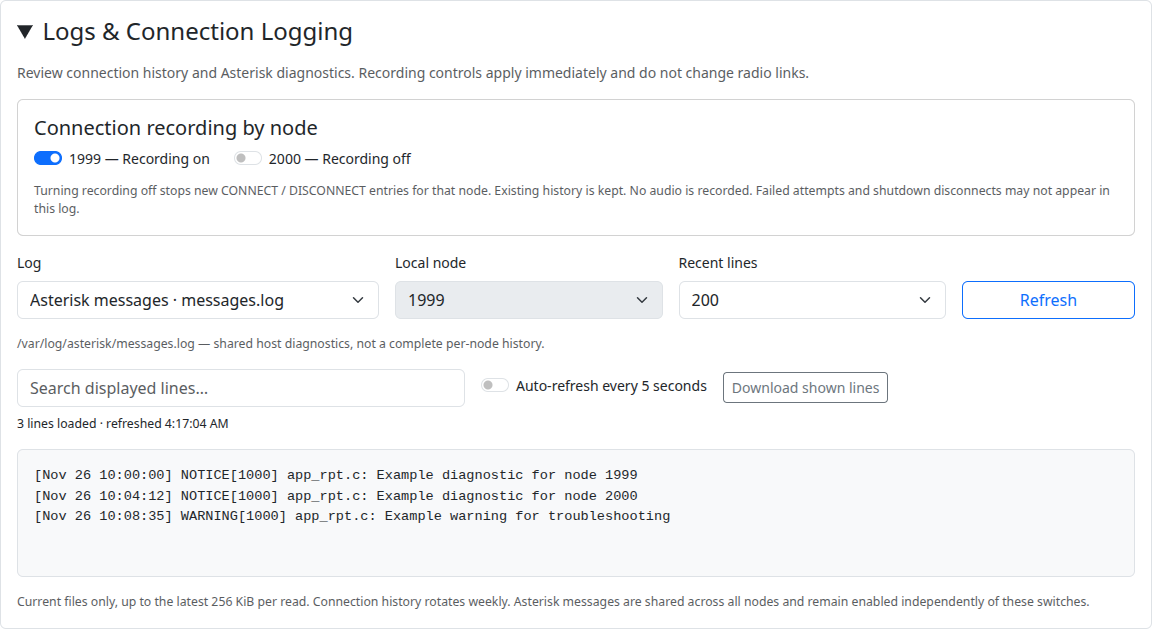 ▼ Logs & Connection Logging
Review connection history and Asterisk diagnostics. Recording controls apply immediately and do not change radio links.
Connection recording by node
1999 — Recording on 2000 — Recording off
Turning recording off stops new CONNECT / DISCONNECT entries for that node. Existing history is kept. No audio is recorded. Failed attempts and shutdown disconnects may not appear in
this log.
Log Local node Recent lines
Asterisk messages · messages.log 1999 200 Refresh
/var/log/asterisk/messages.log — shared host diagnostics, not a complete per-node history.
Search displayed lines... Auto-refresh every 5 seconds Download shown lines
3 lines loaded · refreshed 4:17:04 AM
[Nov 26 10:00:00] NOTICE[1000] app_rpt.c: Example diagnostic for node 1999
[Nov 26 10:04:12] NOTICE[1000] app_rpt.c: Example diagnostic for node 2000
[Nov 26 10:08:35] WARNING[1000] app_rpt.c: Example warning for troubleshooting
Current files only, up to the latest 256 KiB per read. Connection history rotates weekly. Asterisk messages are shared across all nodes and remain enabled independently of these switches.